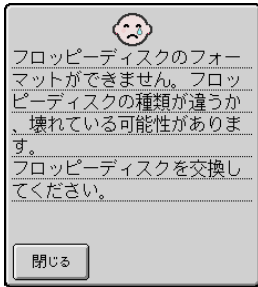 フロッピーディスクのフォー
マットができません。フロッ
ピーディスクの種類が違うか
、壊れている可能性がありま
す。
フロッピーディスクを交換し
てください。
閉じる